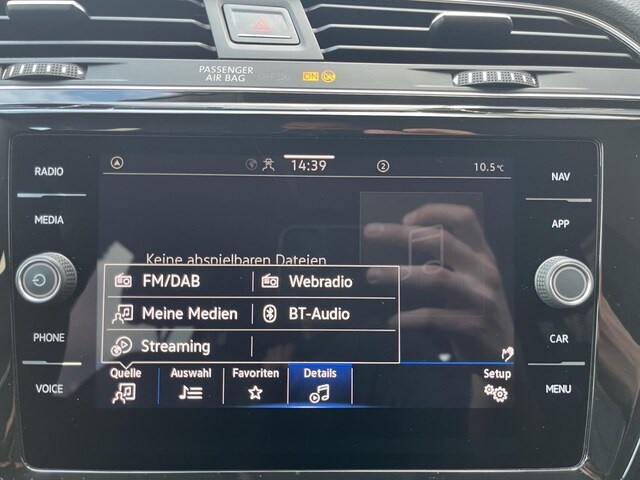 PASSENGER
AIR BAG
ON
RADIO
NAV
14:39
2
10.5°C
MEDIA
APP
Keine abspielbaren Dateien
FM/DAB
Webradio
Meine Medien
BT-Audio
Streaming
PHONE
CAR
Quelle
Auswahl
Favoriten
Details
Setup
VOICE
MENU